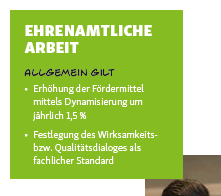 EHRENAMTLICHE
ARBEIT
ALLGEMEIN GILT
• Erhöhung der Fördermittel
mittels Dynamisierung um
jährlich 1,5 %
• Festlegung des Wirksamkeits-
bzw. Qualitätsdialoges als
fachlicher Standard